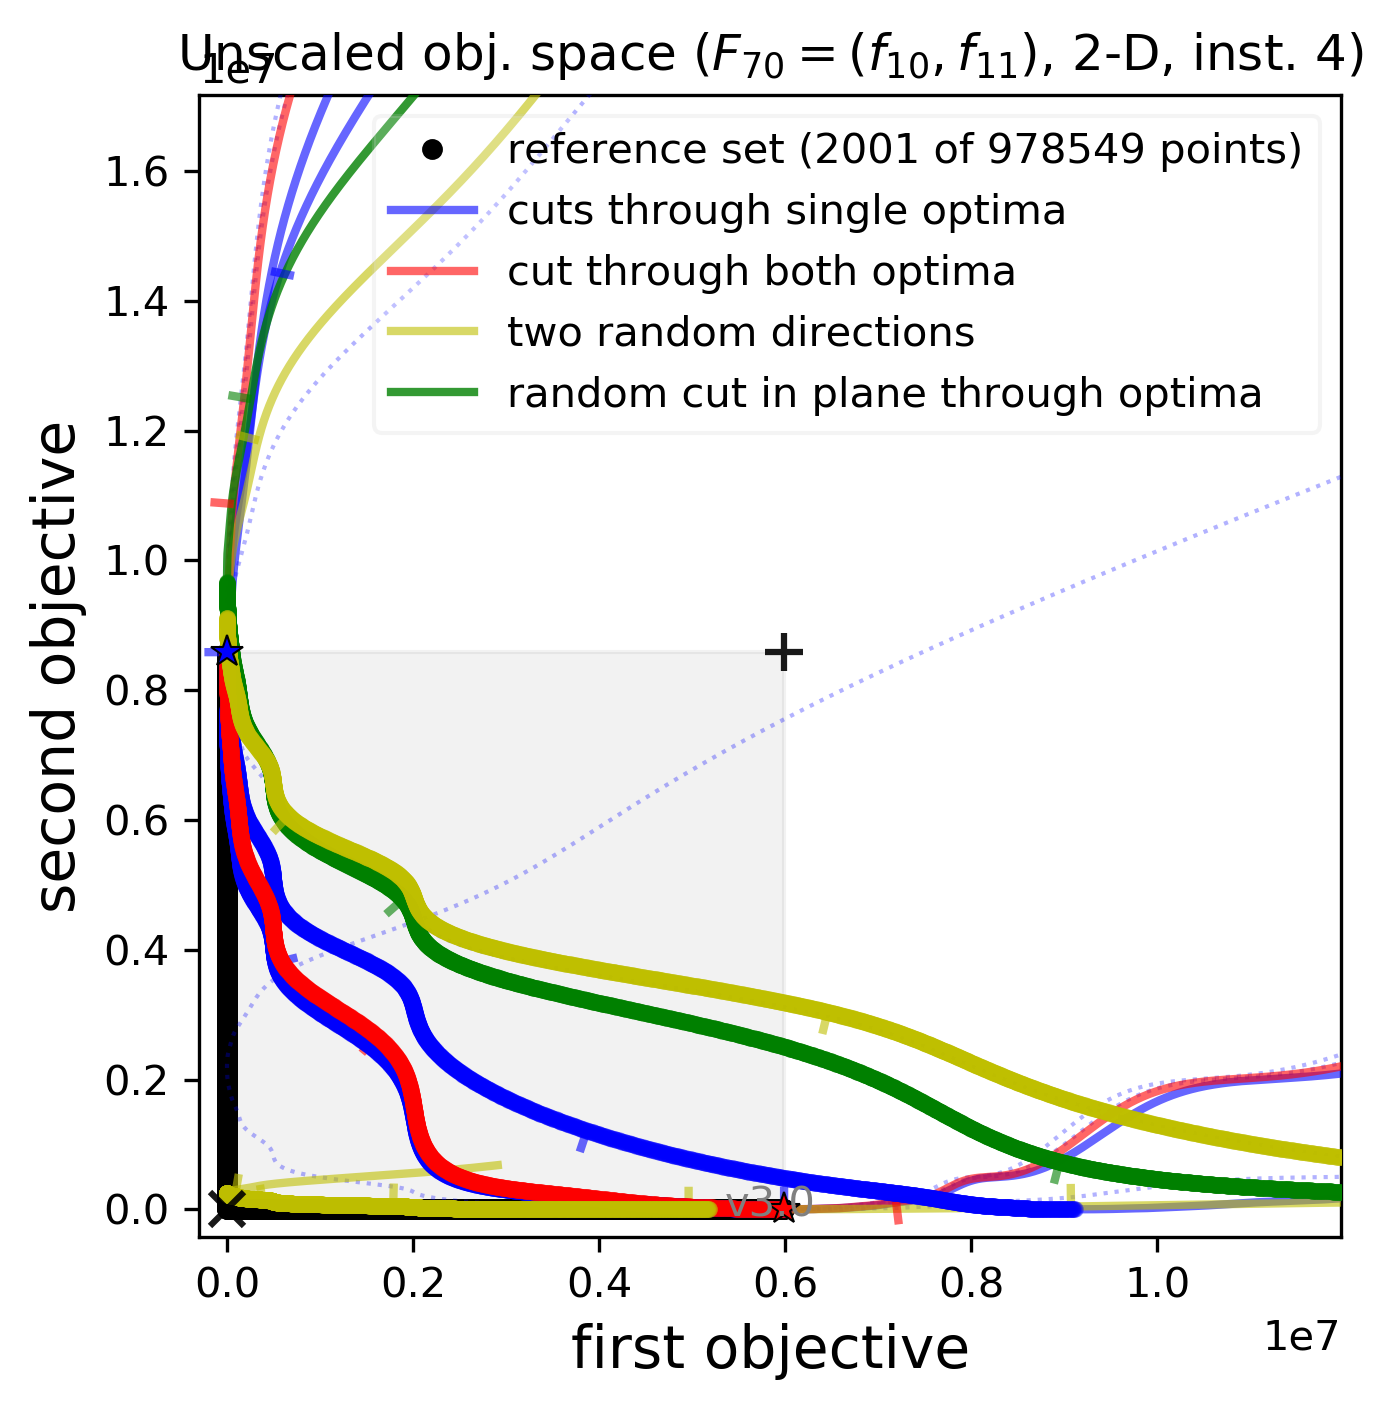 Unscaled obj. space (F70 = (f10, f11), 2-D, inst. 4)
1e7
reference set (2001 of 978549 points)
cuts through single optima
cut through both optima
two random directions
random cut in plane through optima
second objective
1.6
1.4
1.2
1.0
0.8
0.6
0.4
0.2
0.0
v3.0
0.0 0.2 0.4 0.6 0.8 1.0
1e7
first objective